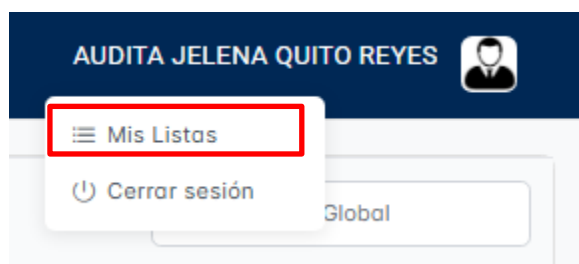 AUDITA JELENA QUITO REYES
Mis Listas
Cerrar sesión
Global